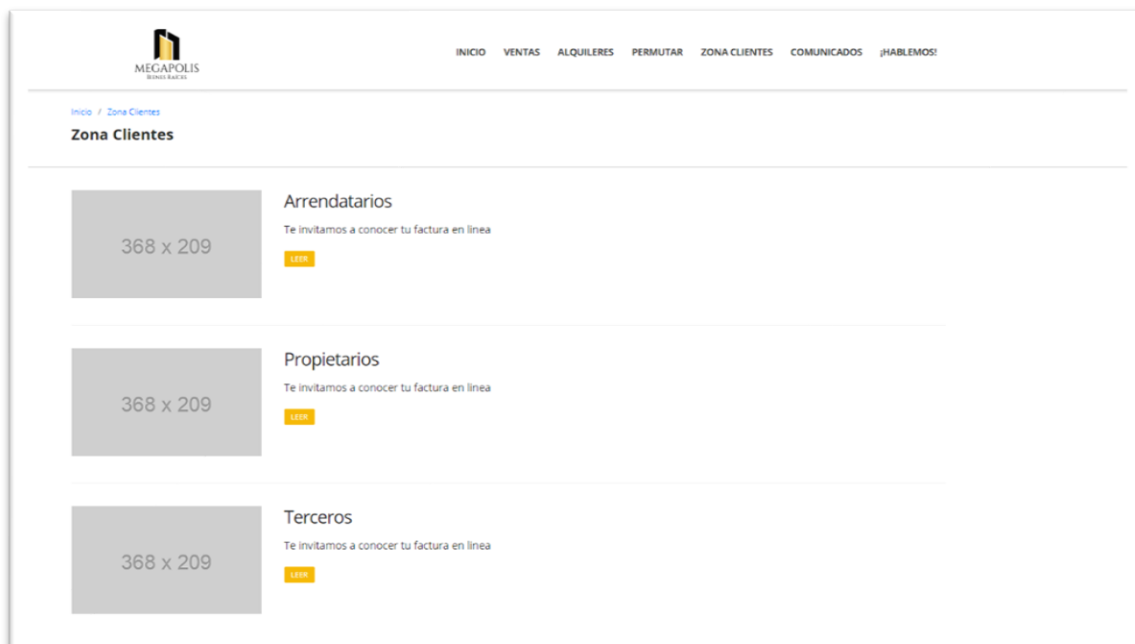 MEGAPOLIS
BIENES RAÍCES
INICIO VENTAS ALQUILERES PERMUTAR ZONA CLIENTES COMUNICADOS ¡HABLEMOS!
Inicio / Zona Clientes
Zona Clientes
368 x 209
Arrendatarios
Te invitamos a conocer tu factura en linea
LEER
368 x 209
Propietarios
Te invitamos a conocer tu factura en linea
LEER
368 x 209
Terceros
Te invitamos a conocer tu factura en linea
LEER